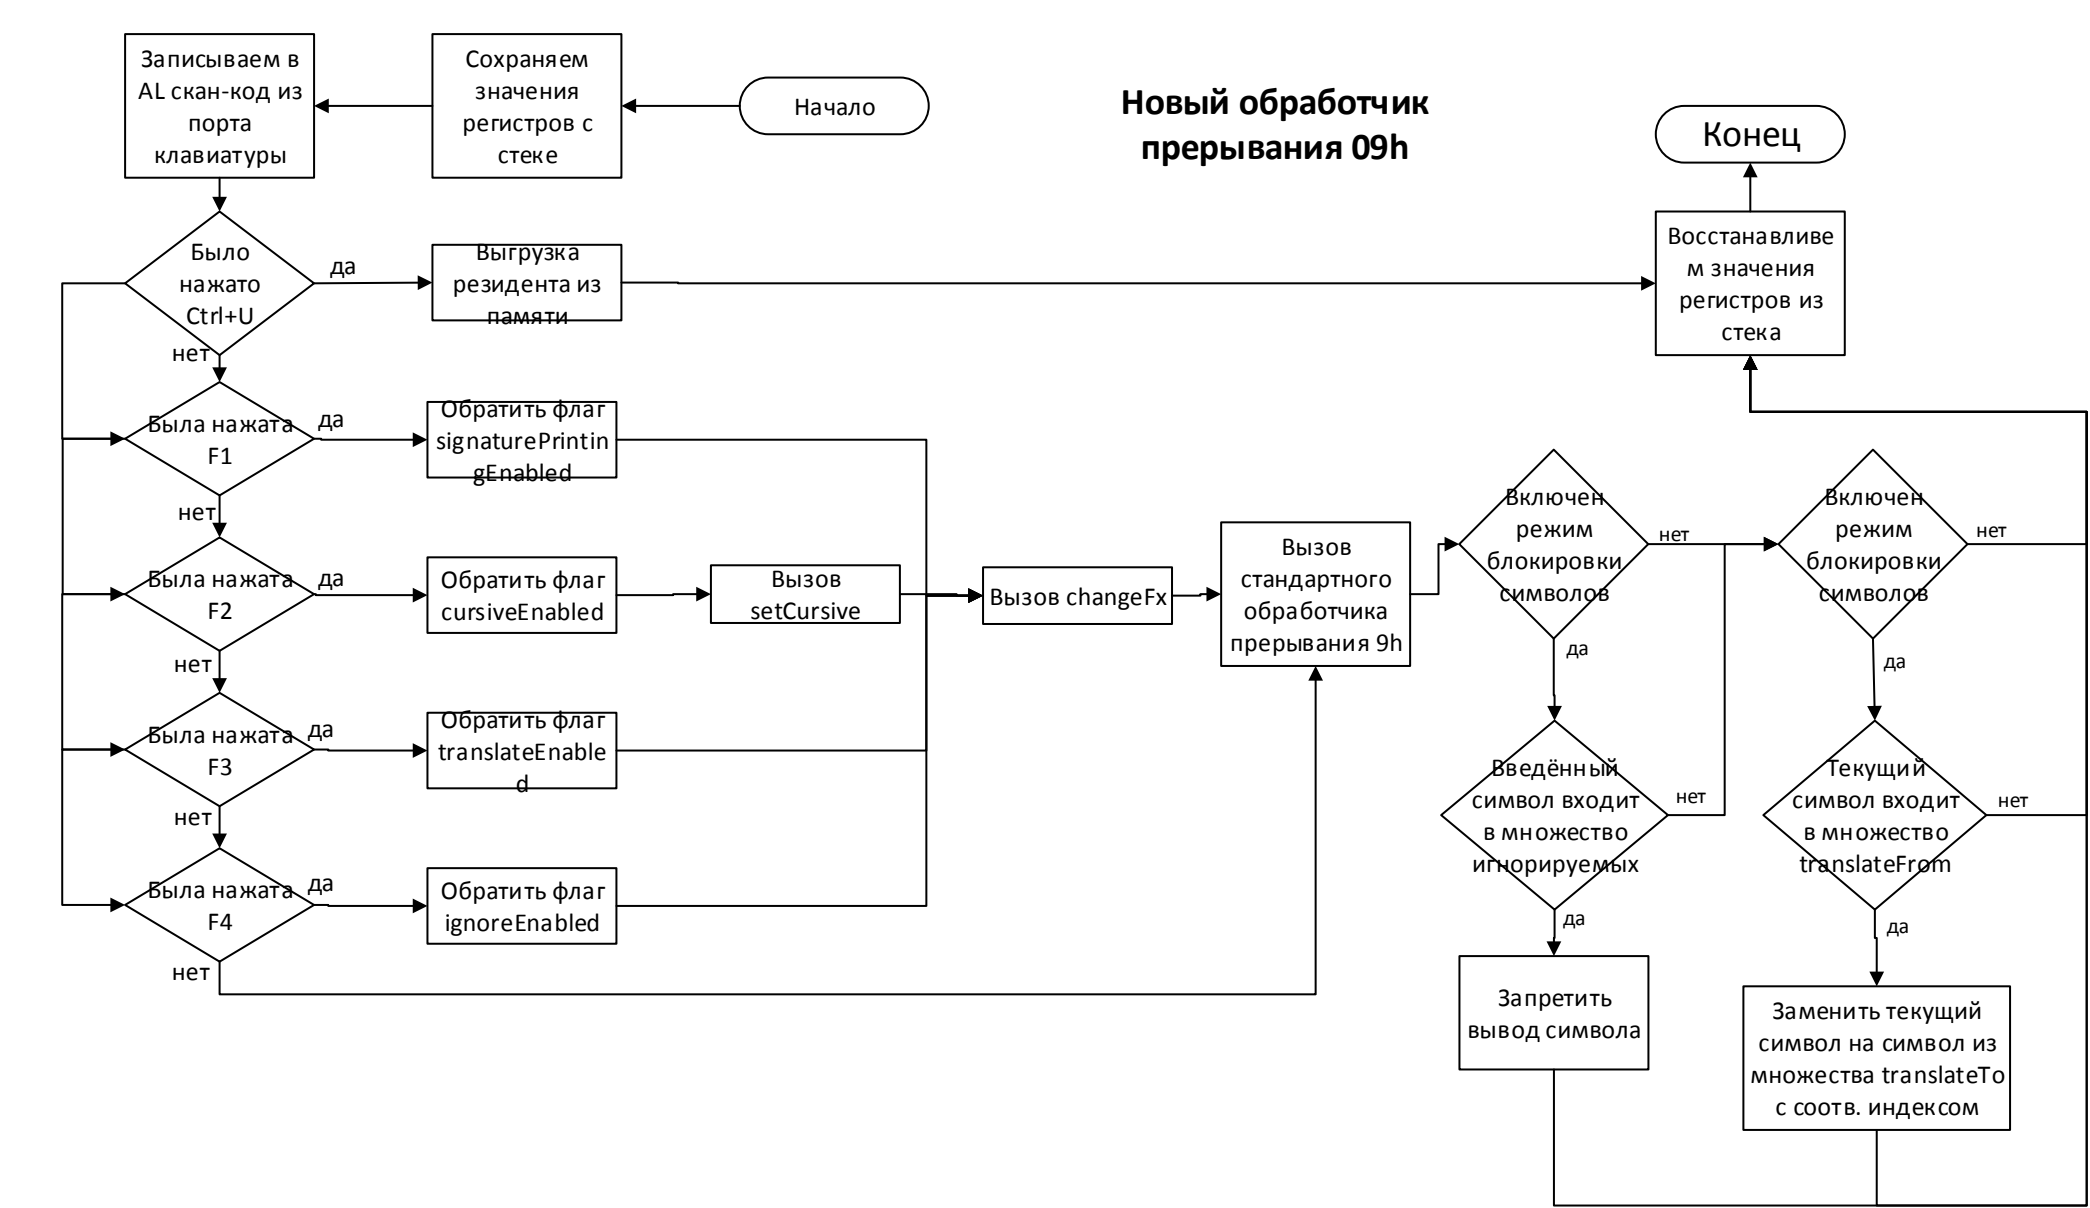 Новый обработчик
прерывания 09h
Начало
Сохраняем
значения
регистров с
стеке
Записываем в
AL скан-код из
порта
клавиатуры
Было
нажато
Ctrl+U
да
нет
Выгрузка
резидента из
памяти
Восстанавливе
м значения
регистров из
стека
Конец
Была нажата
F1
да
нет
Обратить флаг
signaturePrintin
gEnabled
Была нажата
F2
да
нет
Обратить флаг
cursiveEnabled
Вызов
setCursive
Была нажата
F3
да
нет
Обратить флаг
translateEnable
d
Была нажата
F4
да
нет
Обратить флаг
ignoreEnabled
Вызов changeFx
Вызов
стандартного
обработчика
прерывания 9h
Включен
режим
блокировки
символов
нет
да
Введённый
символ входит
в множество
игнорируемых
нет
да
Запретить
вывод символа
Включен
режим
блокировки
символов
нет
да
Текущий
символ входит
в множество
translateFrom
нет
да
Заменить текущий
символ на символ из
множества translateTo
с соотв. индексом